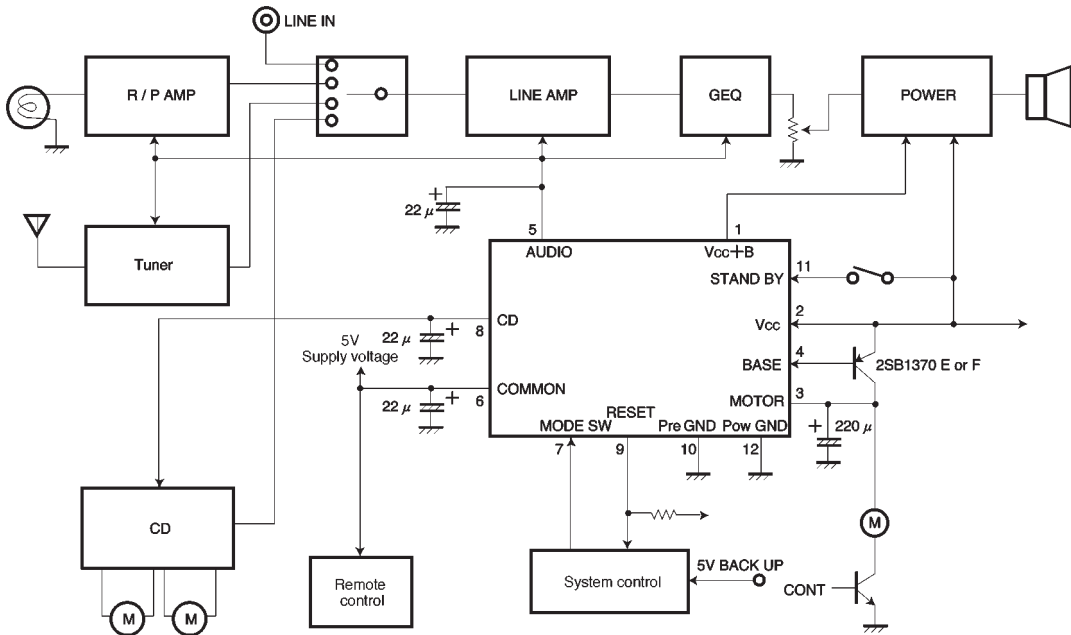 LINE IN
R / P AMP
LINE AMP
GEQ
POWER
+
22 μ
5
1
AUDIO
Vcc+B
Tuner
STAND BY
11
CD
8
22 μ
+
Vcc
2
5V
Supply voltage
BASE
4
2SB1370 E or F
COMMON
6
22 μ
+
MOTOR
3
RESET
MODE SW
Pre GND
Pow GND
+
220 μ
7
9
10
12
CD
M
5V BACK UP
M
M
Remote
control
System control
CONT